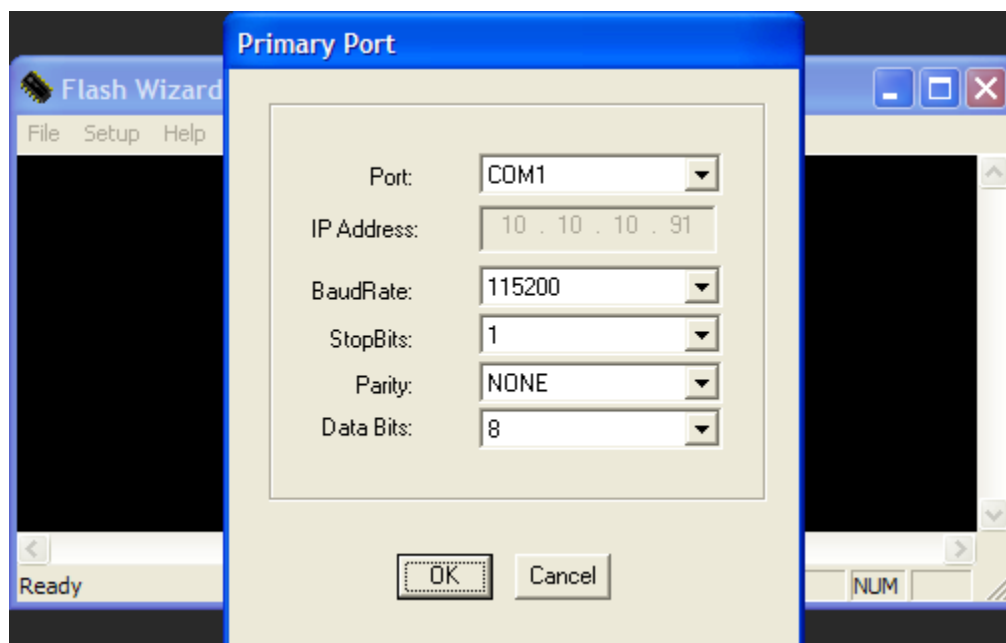 Primary Port
Flash Wizard
File Setup Help
Port: COM1
IP Address: 10 . 10 . 10 . 91
BaudRate: 115200
StopBits: 1
Parity: NONE
Data Bits: 8
OK Cancel
Ready NUM